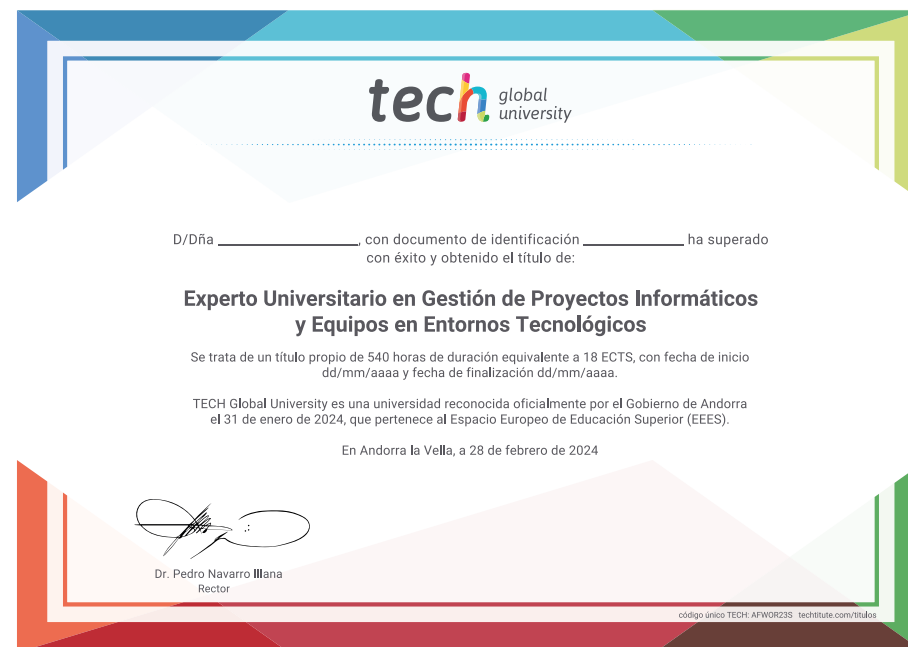 tech global university
D/Dña ____________________, con documento de identificación ______________ ha superado
con éxito y obtenido el título de:
Experto Universitario en Gestión de Proyectos Informáticos
y Equipos en Entornos Tecnológicos
Se trata de un título propio de 540 horas de duración equivalente a 18 ECTS, con fecha de inicio
dd/mm/aaaa y fecha de finalización dd/mm/aaaa.
TECH Global University es una universidad reconocida oficialmente por el Gobierno de Andorra
el 31 de enero de 2024, que pertenece al Espacio Europeo de Educación Superior (EEES).
En Andorra la Vella, a 28 de febrero de 2024
Dr. Pedro Navarro Illana
Rector
código único TECH: AFWOR23S techtitute.com/titulos